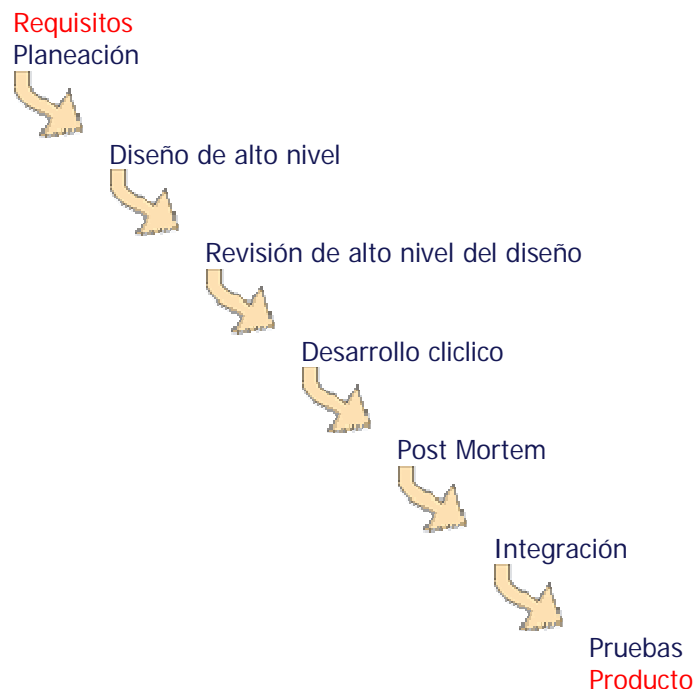 Requisitos
Planeación
Diseño de alto nivel
Revisión de alto nivel del diseño
Desarrollo cliclico
Post Mortem
Integración
Pruebas
Producto